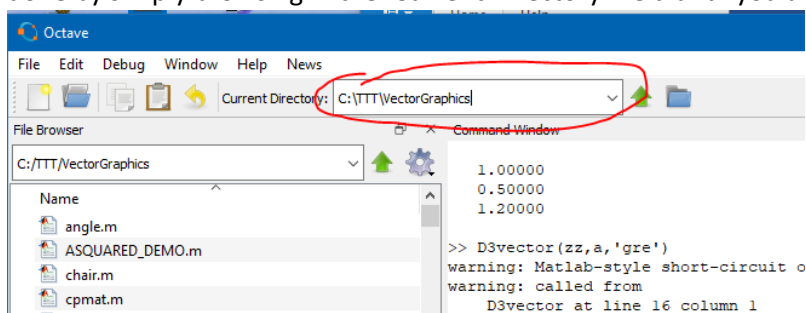 Octave
File Edit Debug Window Help News
Current Directory: C:\TTT\VectorGraphics
File Browser
Command Window
C:/TTT/VectorGraphics
Name
angle.m
ASQUARED_DEMO.m
chair.m
cpmat.m
1.00000
0.50000
1.20000
>> D3vector(zz,a,'gre')
warning: Matlab-style short-circuit o
warning: called from
D3vector at line 16 column 1